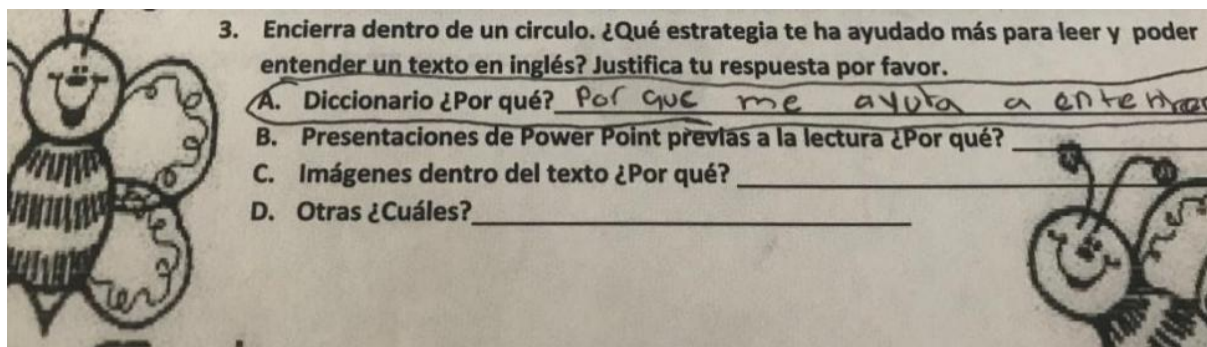 3. Encierra dentro de un circulo. ¿Qué estrategia te ha ayudado más para leer y poder
entender un texto en inglés? Justifica tu respuesta por favor.
A. Diccionario ¿Por qué? Por que me ayuta a
B. Presentaciones de Power Point previas a la lectura ¿Por qué?
C. Imágenes dentro del texto ¿Por qué?
D. Otras ¿Cuáles?